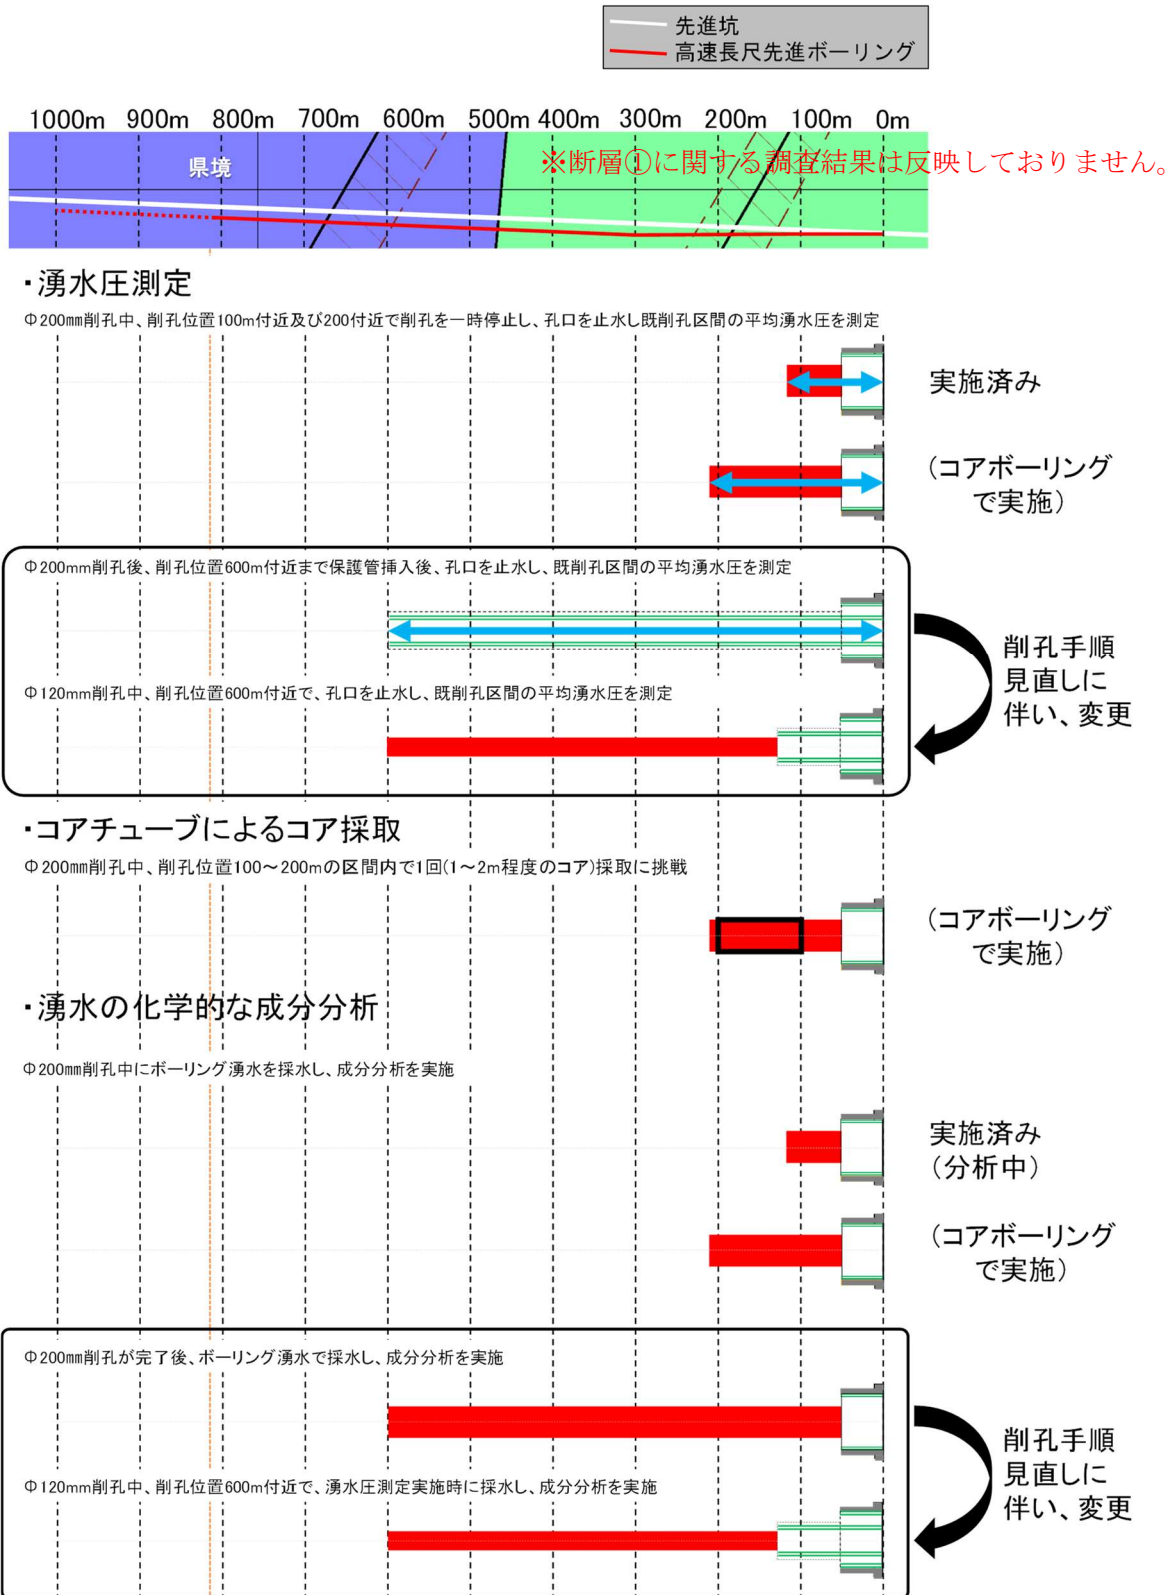 先進坑
高速長尺先進ボーリング
1000m 900m 800m 700m 600m 500m 400m 300m 200m 100m 0m
※断層①に関する調査結果は反映しておりません。
県境
・湧水圧測定
Φ200㎜削孔中、削孔位置100m付近及び200付近で削孔を一時停止し、孔口を止水し既削孔区間の平均湧水圧を測定
実施済み
（コアボーリング
で実施）
Φ200mm削孔後、削孔位置600m付近まで保護管挿入後、孔口を止水し、既削孔区間の平均湧水圧を測定
削孔手順
見直しに
伴い、変更
Φ120mm削孔中、削孔位置600m付近で、孔口を止水し、既削孔区間の平均湧水圧を測定
・コアチューブによるコア採取
Φ200㎜削孔中、削孔位置100～200mの区間内で1回(1～2m程度のコア)採取に挑戦
（コアボーリング
で実施）
・湧水の化学的な成分分析
Φ200㎜削孔中にボーリング湧水を採水し、成分分析を実施
実施済み
（分析中）
（コアボーリング
で実施）
Φ200㎜削孔が完了後、ボーリング湧水で採水し、成分分析を実施
削孔手順
見直しに
伴い、変更
Φ120mm削孔中、削孔位置600m付近で、湧水圧測定実施時に採水し、成分分析を実施